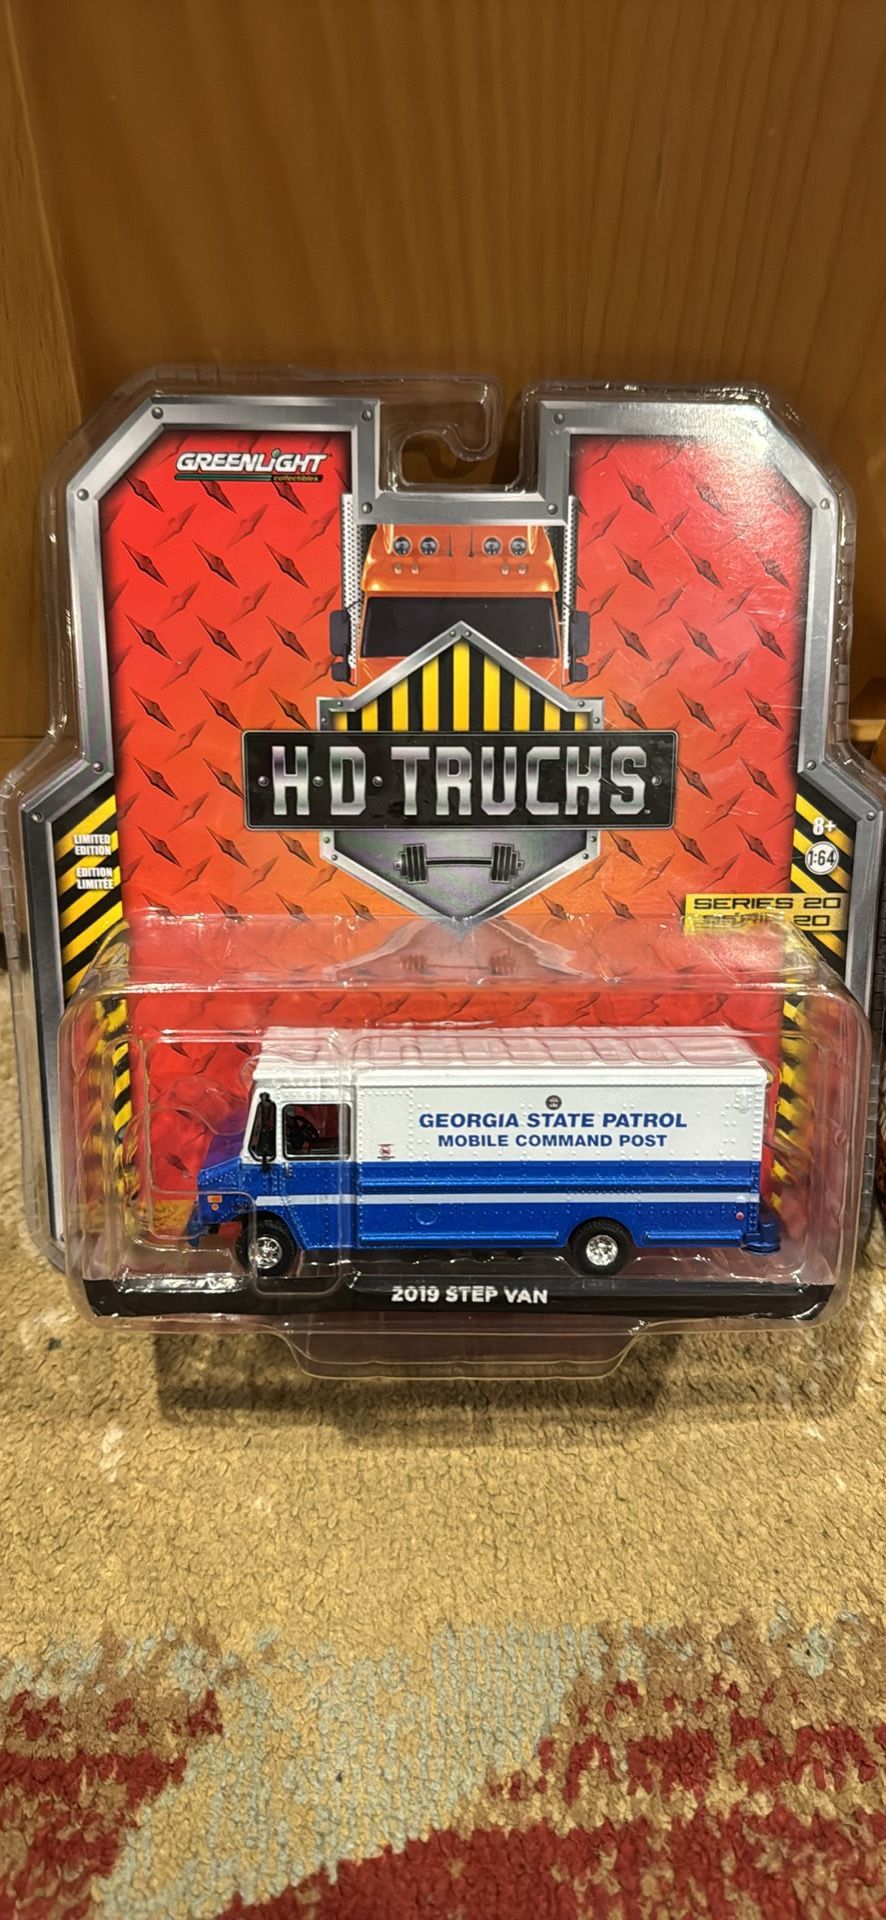 GREENLIGHT
collectibles
H·D·TRUCKS™
LIMITED
EDITION
EDITION
LIMITÉE
8+
1:64
SERIES 20
SÉRIE 20
GEORGIA STATE PATROL
MOBILE COMMAND POST
2019 STEP VAN